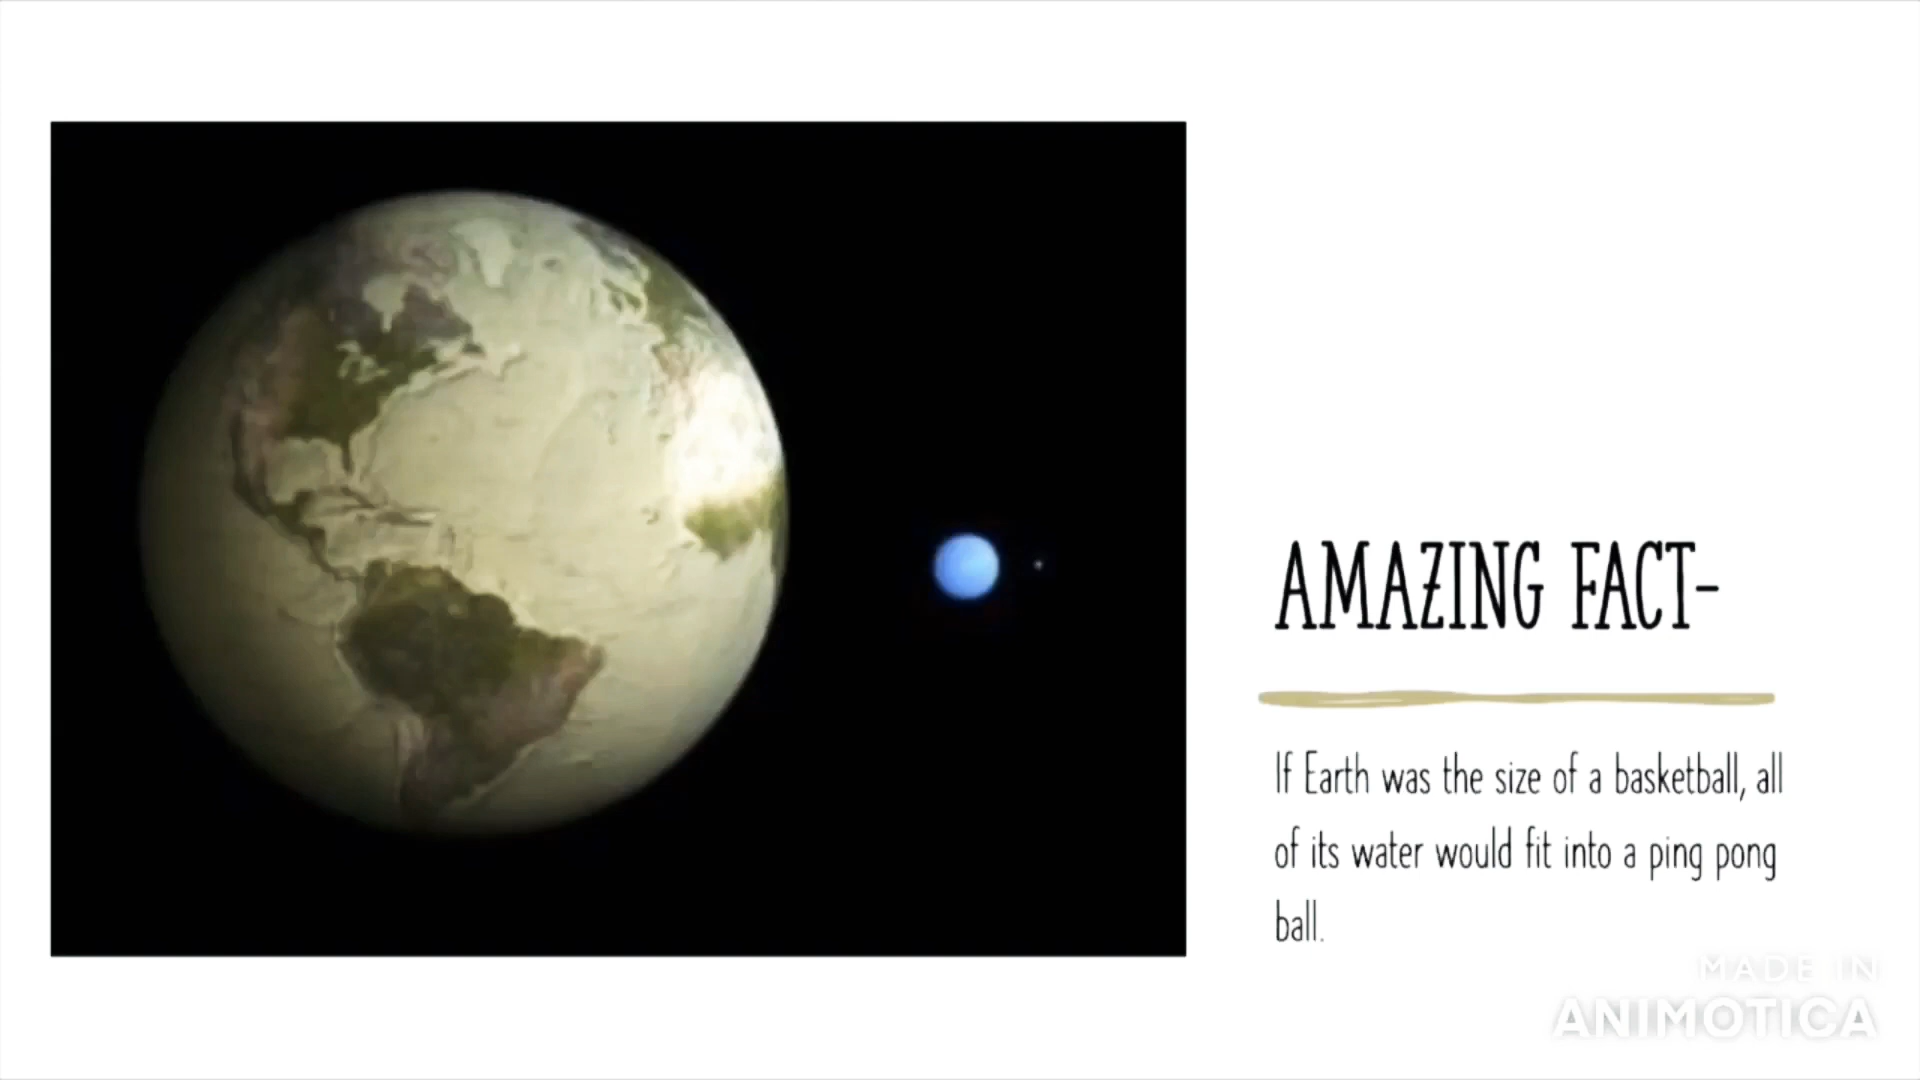 AMAZING FACT-
If Earth was the size of a basketball, all
of its water would fit into a ping pong
ball.
MADE IN
ANIMOTICA